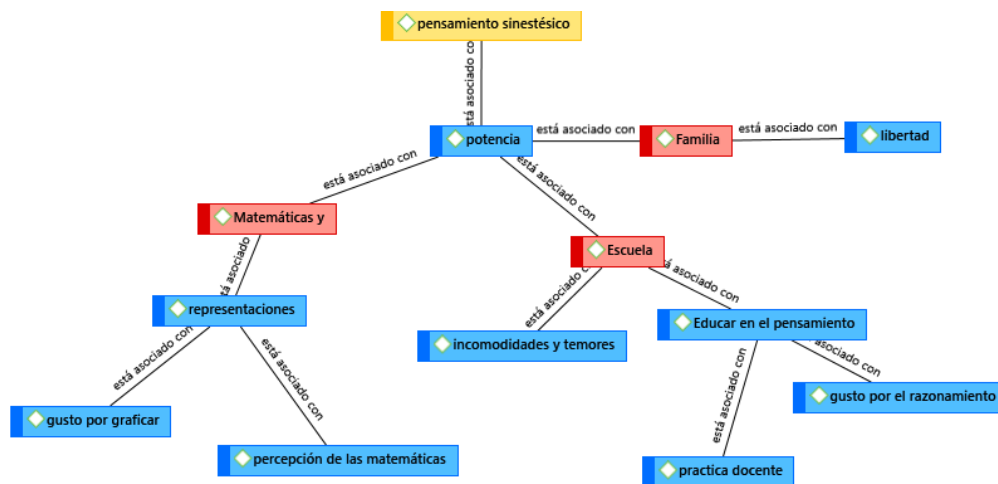 pensamiento sinestésico
está asociado con
potencia
está asociado con
Familia
está asociado con
libertad
está asociado con
está asociado con
Matemáticas y
Escuela
está asociado
está asociado con
está asociado con
representaciones
incomodidades y temores
Educar en el pensamiento
está asociado con
está asociado con
está asociado con
está asociado con
gusto por graficar
percepción de las matemáticas
gusto por el razonamiento
practica docente